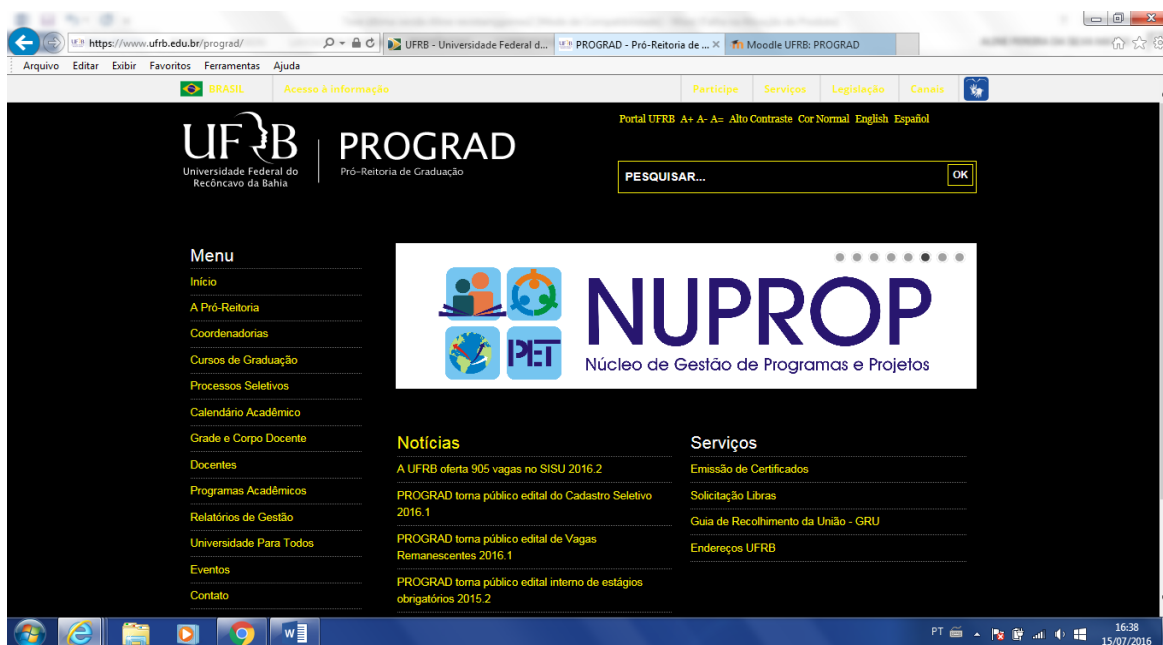 https://www.ufrb.edu.br/prograd/
UFRB - Universidade Federal d...
PROGRAD - Pró-Reitoria de ...
Moodle UFRB: PROGRAD
Arquivo Editar Exibir Favoritos Ferramentas Ajuda
BRASIL Acesso à informação Participe Serviços Legislação Canais
Portal UFRB A+ A- A= Alto Contraste Cor Normal English Español
UFRB
Universidade Federal do
Recôncavo da Bahia
PROGRAD
Pró-Reitoria de Graduação
PESQUISAR... OK
Menu
Início
A Pró-Reitoria
Coordenadorias
Cursos de Graduação
Processos Seletivos
Calendário Acadêmico
Grade e Corpo Docente
Docentes
Programas Acadêmicos
Relatórios de Gestão
Universidade Para Todos
Eventos
Contato
PET
NUPROP
Núcleo de Gestão de Programas e Projetos
Notícias
A UFRB oferta 905 vagas no SISU 2016.2
PROGRAD torna público edital do Cadastro Seletivo
2016.1
PROGRAD torna público edital de Vagas
Remanescentes 2016.1
PROGRAD torna público edital interno de estágios
obrigatórios 2015.2
Serviços
Emissão de Certificados
Solicitação Libras
Guia de Recolhimento da União - GRU
Endereços UFRB
PT
16:38
15/07/2016